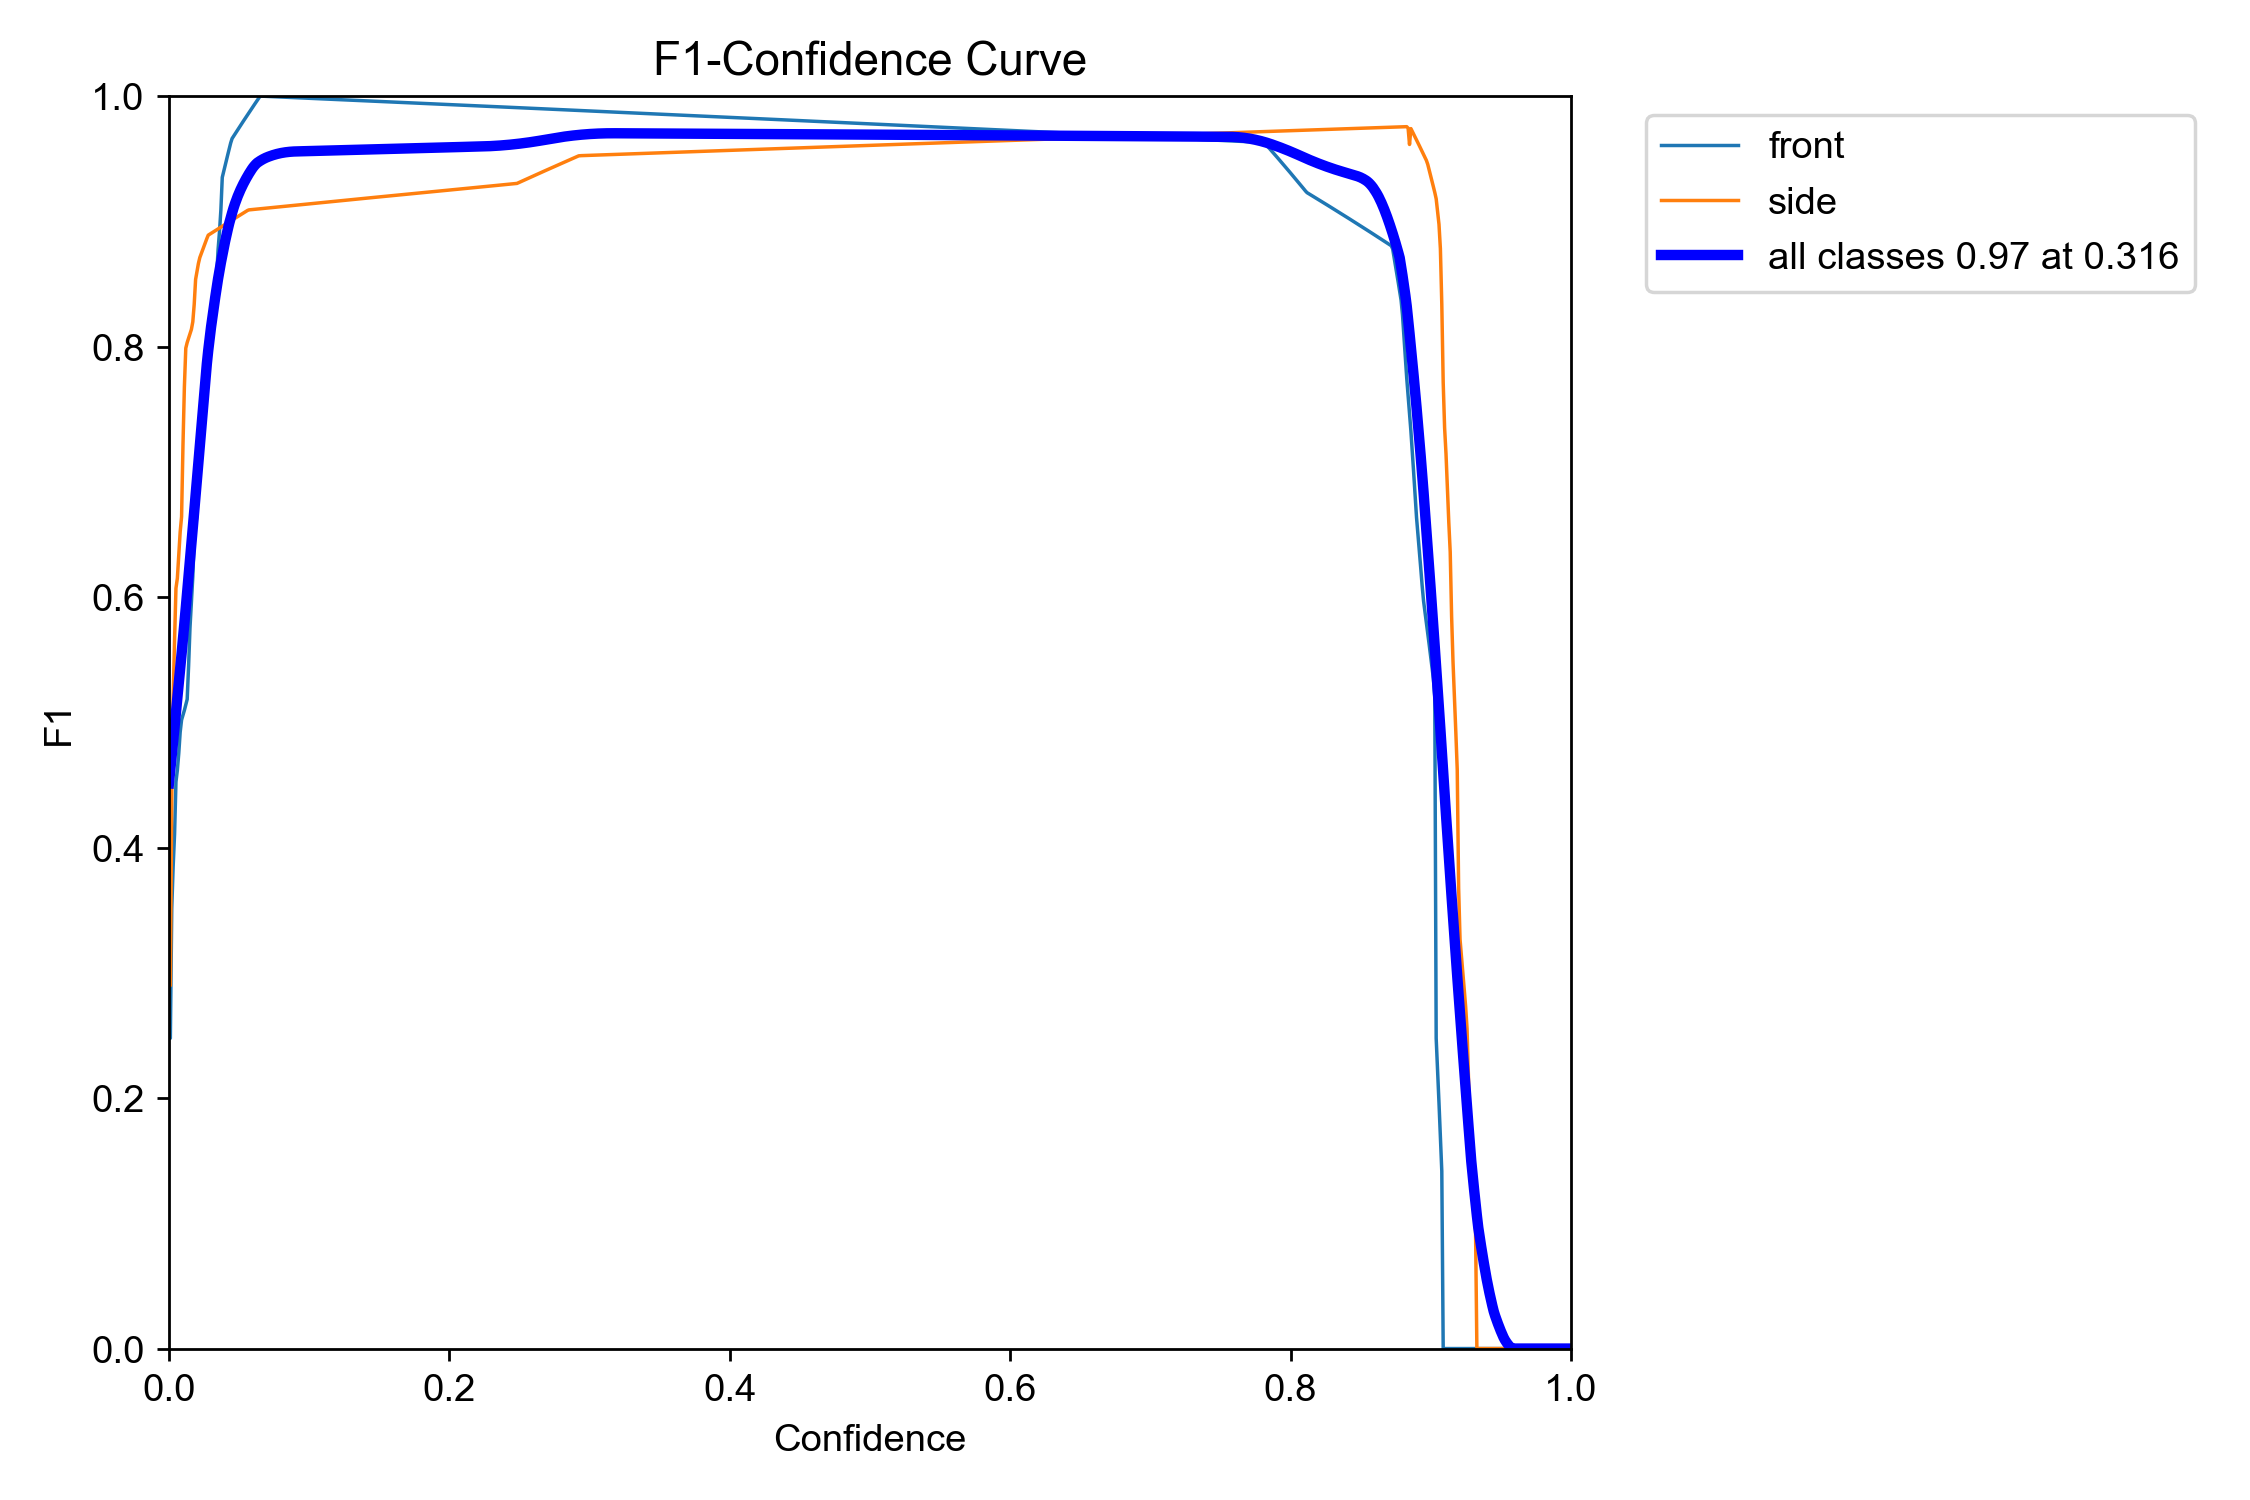 F1-Confidence Curve
1.0
0.8
0.6
0.4
0.2
0.0
F1
0.0 0.2 0.4 0.6 0.8 1.0
Confidence
front
side
all classes 0.97 at 0.316